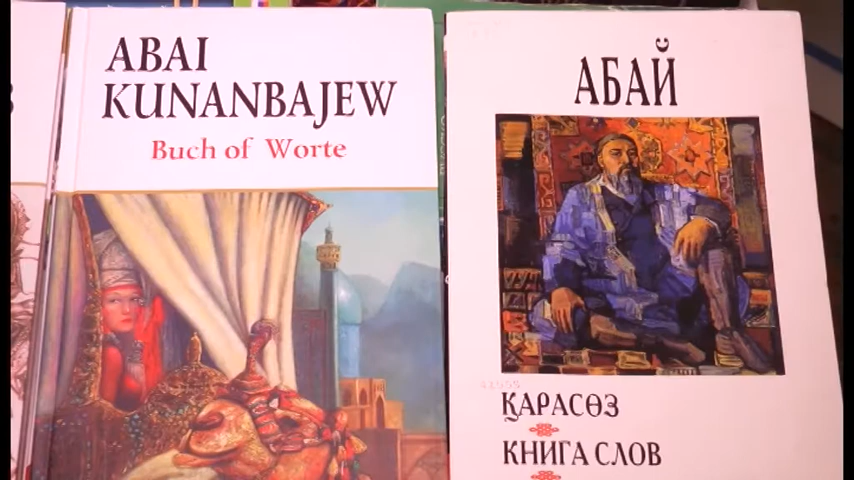 ABAI
KUNANBAJEW
Buch of Worte
АБАЙ
ҚАРАСӨЗ
КНИГА СЛОВ